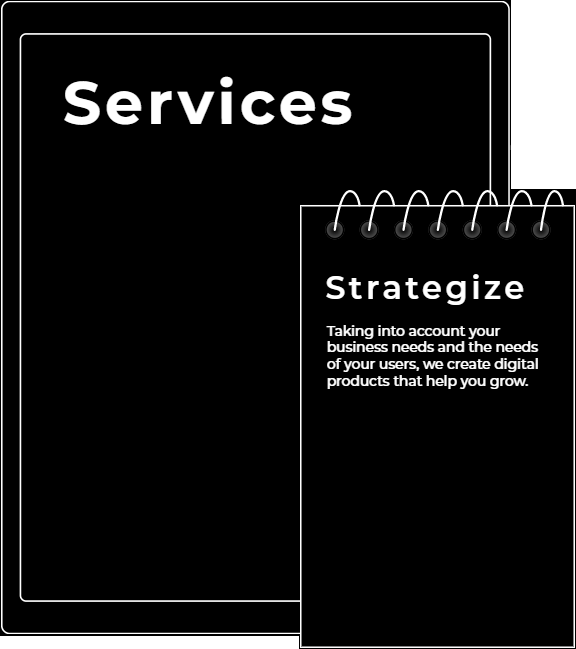 Services
Strategize
Taking into account your
business needs and the needs
of your users, we create digital
products that help you grow.